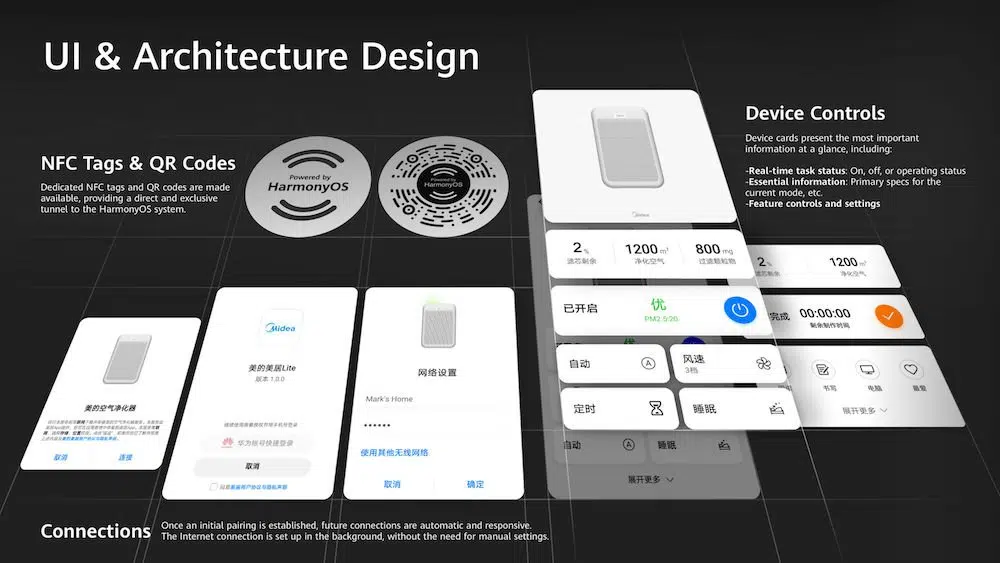 UI & Architecture Design
NFC Tags & QR Codes
Dedicated NFC tags and QR codes are made
available, providing a direct and exclusive
tunnel to the HarmonyOS system.
Powered by
HarmonyOS
Powered by
HarmonyOS
Device Controls
Device cards present the most important
information at a glance, including:
-Real-time task status: On, off, or operating status
-Essential information: Primary specs for the
current mode, etc.
-Feature controls and settings
Midea
2 % 1200 m³ 800 mg
滤芯剩余 净化空气 过滤颗粒物
已开启 优
PM2.5:20
自动 A 风速
3档
定时 睡眠
自动 A 睡眠
展开更多
2 % 1200 m³
滤芯剩余 净化空气
完成 00:00:00
剩余制作时间
书写 电脑 最爱
展开更多
美的空气净化器
取消 连接
Midea
美的美居Lite
版本 1.0.0
华为帐号快捷登录
取消
网络设置
Mark's Home
••••••
使用其他无线网络
取消 确定
Connections
Once an initial pairing is established, future connections are automatic and responsive.
The Internet connection is set up in the background, without the need for manual settings.